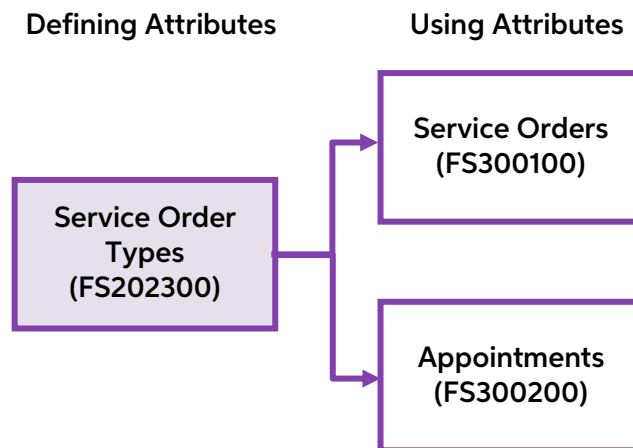 Defining Attributes
Using Attributes
Service Orders
(FS300100)
Service Order
Types
(FS202300)
Appointments
(FS300200)